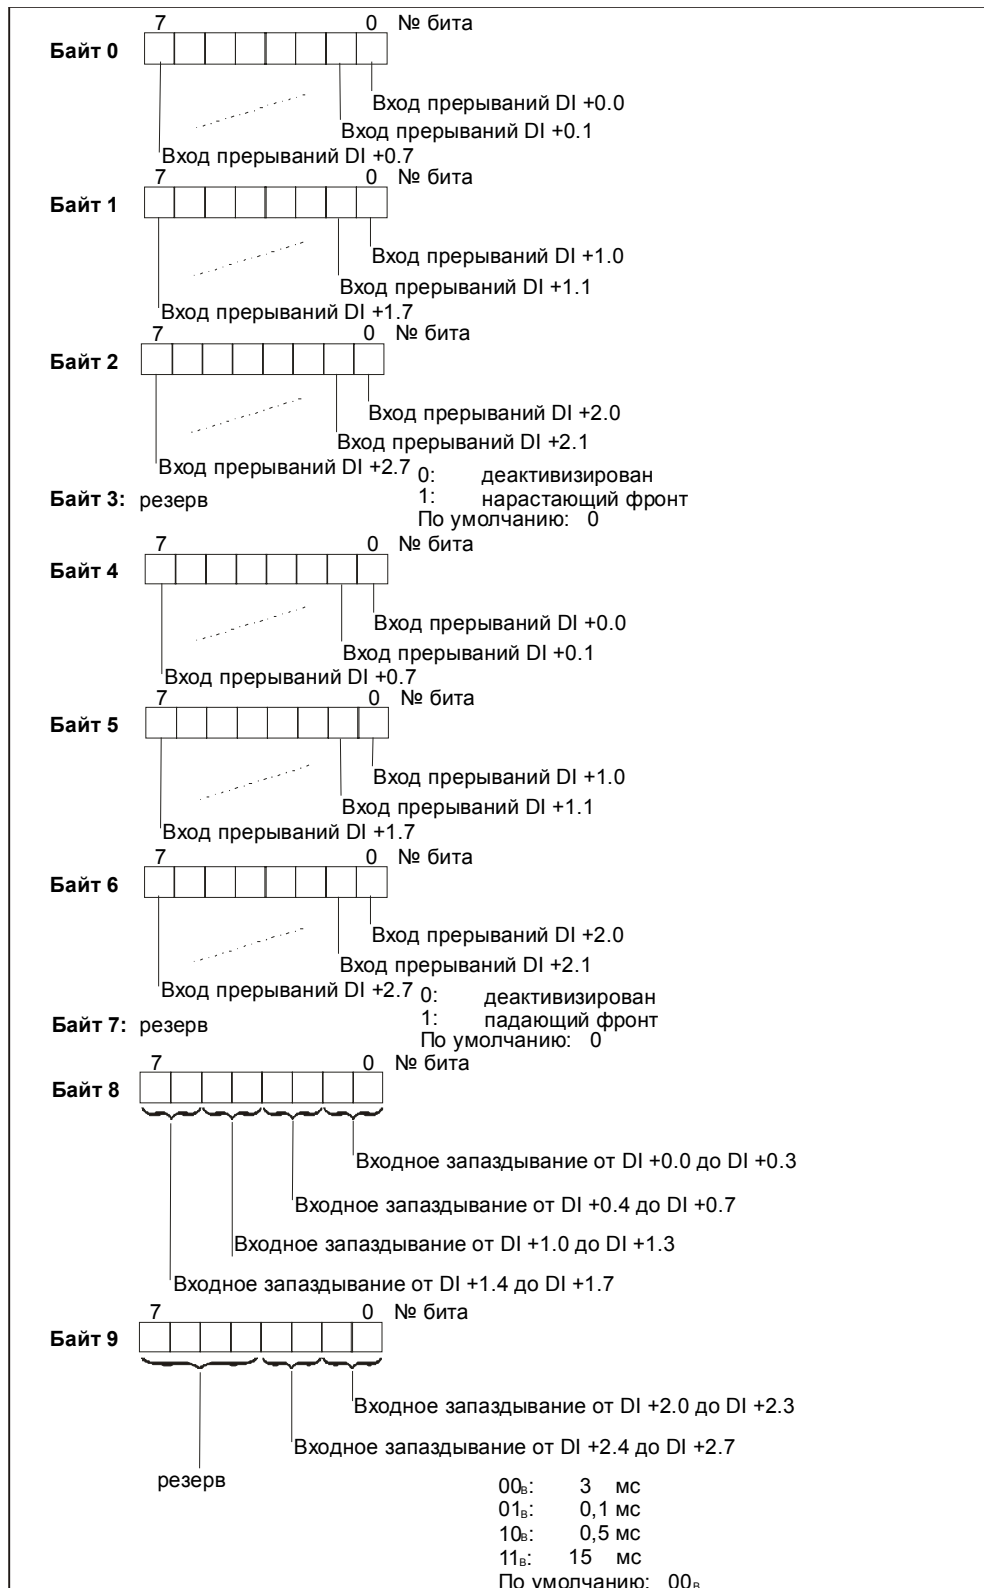 7 0 № бита
Байт 0
Вход прерываний DI +0.0
Вход прерываний DI +0.1
Вход прерываний DI +0.7
7 0 № бита
Байт 1
Вход прерываний DI +1.0
Вход прерываний DI +1.1
Вход прерываний DI +1.7
7 0 № бита
Байт 2
Вход прерываний DI +2.0
Вход прерываний DI +2.1
Вход прерываний DI +2.7
0: деактивизирован
Байт 3: резерв
1: нарастающий фронт
По умолчанию: 0
7 0 № бита
Байт 4
Вход прерываний DI +0.0
Вход прерываний DI +0.1
Вход прерываний DI +0.7
7 0 № бита
Байт 5
Вход прерываний DI +1.0
Вход прерываний DI +1.1
Вход прерываний DI +1.7
7 0 № бита
Байт 6
Вход прерываний DI +2.0
Вход прерываний DI +2.1
Вход прерываний DI +2.7
0: деактивизирован
Байт 7: резерв
1: падающий фронт
По умолчанию: 0
7 0 № бита
Байт 8
Входное запаздывание от DI +0.0 до DI +0.3
Входное запаздывание от DI +0.4 до DI +0.7
Входное запаздывание от DI +1.0 до DI +1.3
Входное запаздывание от DI +1.4 до DI +1.7
7 0 № бита
Байт 9
Входное запаздывание от DI +2.0 до DI +2.3
Входное запаздывание от DI +2.4 до DI +2.7
резерв
00в: 3 мс
01в: 0,1 мс
10в: 0,5 мс
11в: 15 мс
По умолчанию: 00в